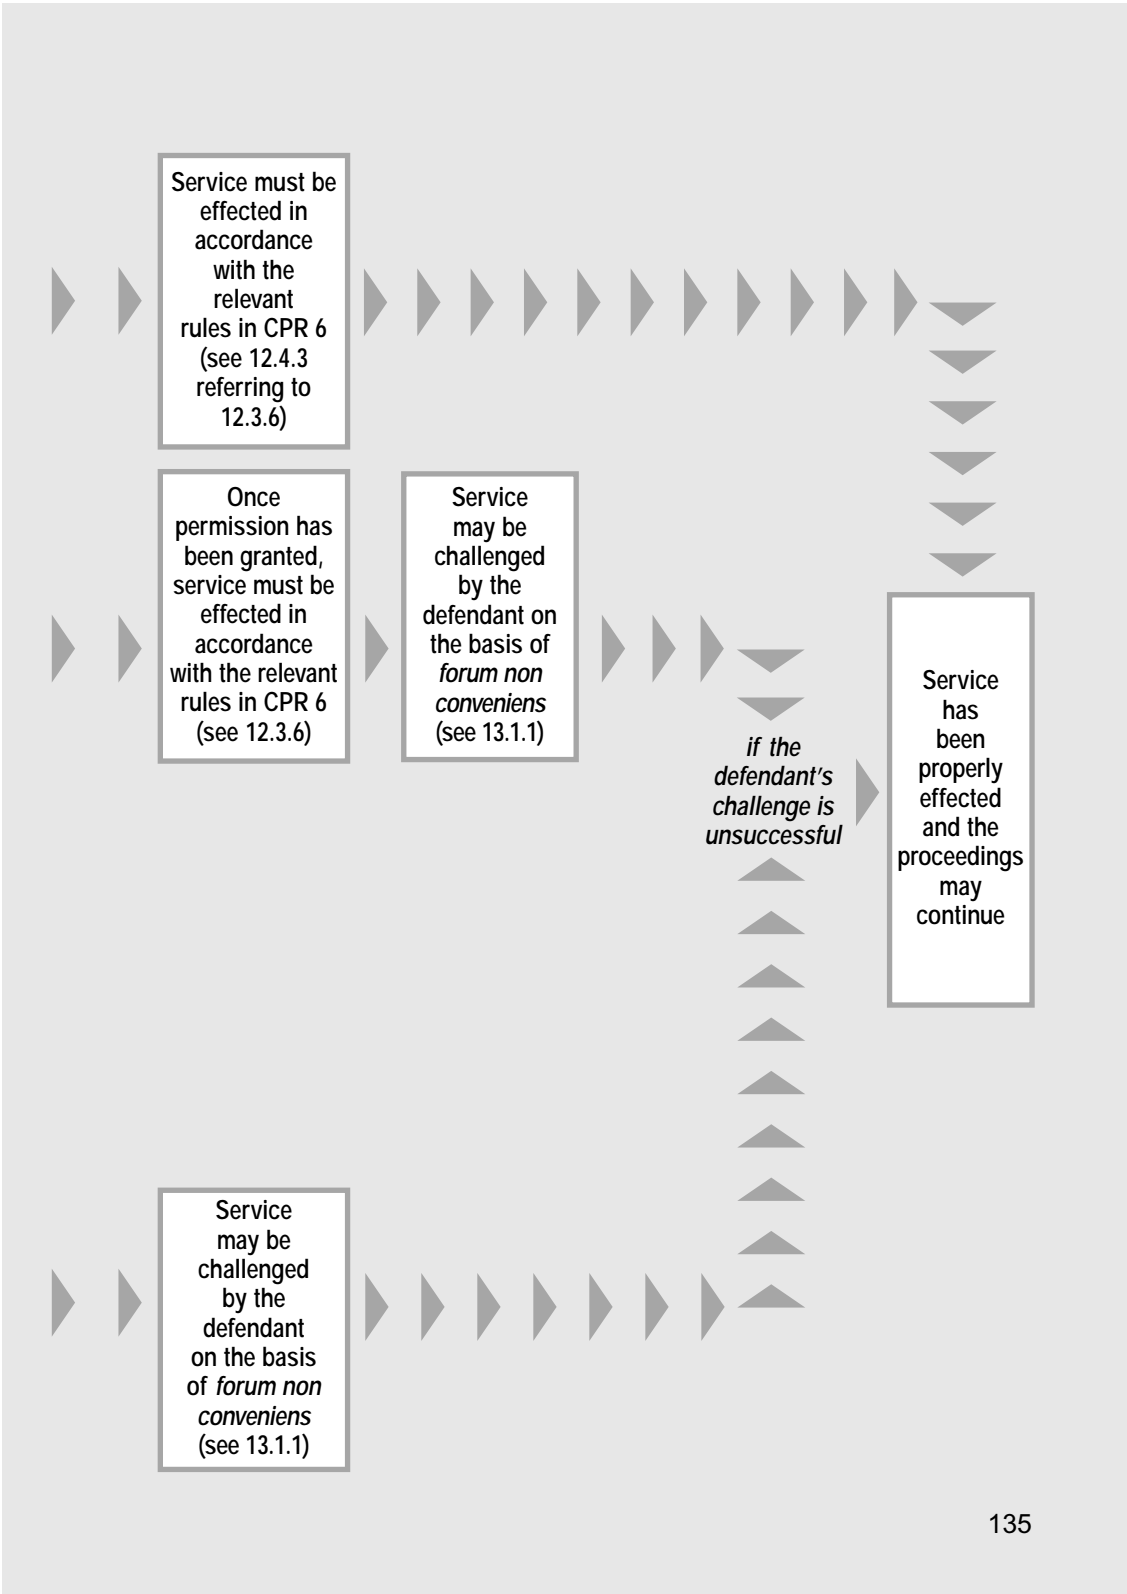 Service must be
effected in
accordance
with the
relevant
rules in CPR 6
(see 12.4.3
referring to
12.3.6)
Once
permission has
been granted,
service must be
effected in
accordance
with the relevant
rules in CPR 6
(see 12.3.6)
Service
may be
challenged
by the
defendant on
the basis of
forum non
conveniens
(see 13.1.1)
if the
defendant's
challenge is
unsuccessful
Service
has
been
properly
effected
and the
proceedings
may
continue
Service
may be
challenged
by the
defendant
on the basis
of forum non
conveniens
(see 13.1.1)
135